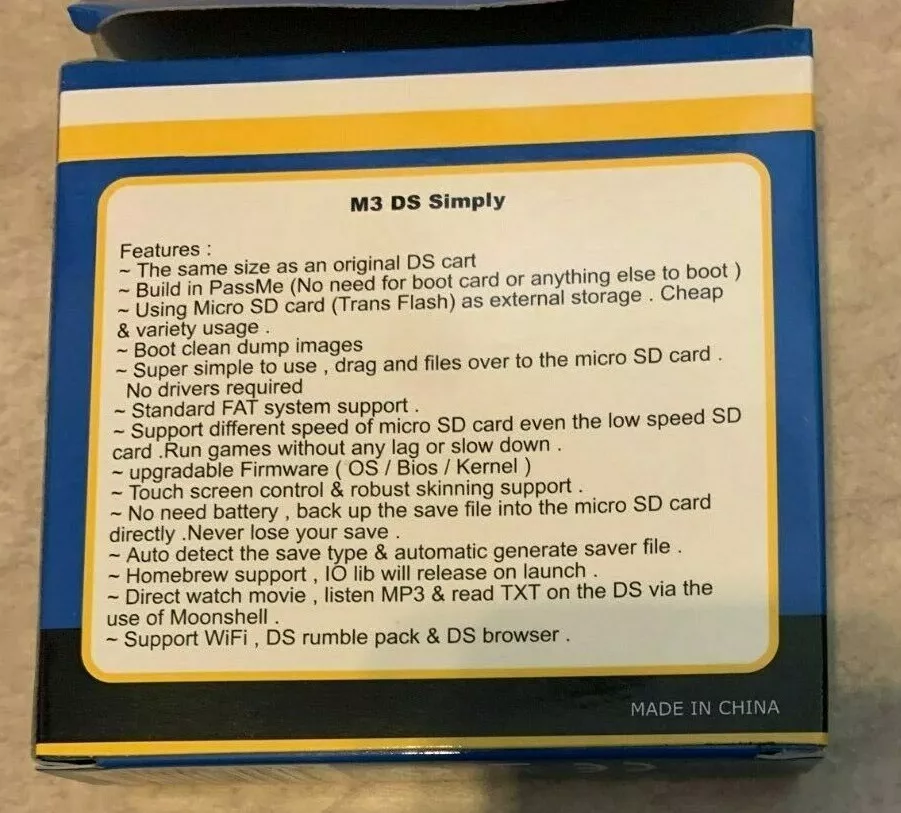 M3 DS Simply
Features :
~ The same size as an original DS cart
~ Build in PassMe (No need for boot card or anything else to boot )
~ Using Micro SD card (Trans Flash) as external storage . Cheap
& variety usage .
~ Boot clean dump images
~ Super simple to use , drag and files over to the micro SD card .
No drivers required
~ Standard FAT system support .
~ Support different speed of micro SD card even the low speed SD
card .Run games without any lag or slow down .
~ upgradable Firmware ( OS / Bios / Kernel )
~ Touch screen control & robust skinning support .
~ No need battery , back up the save file into the micro SD card
directly .Never lose your save .
~ Auto detect the save type & automatic generate saver file .
~ Homebrew support , IO lib will release on launch .
~ Direct watch movie , listen MP3 & read TXT on the DS via the
use of Moonshell .
~ Support WiFi , DS rumble pack & DS browser .
MADE IN CHINA